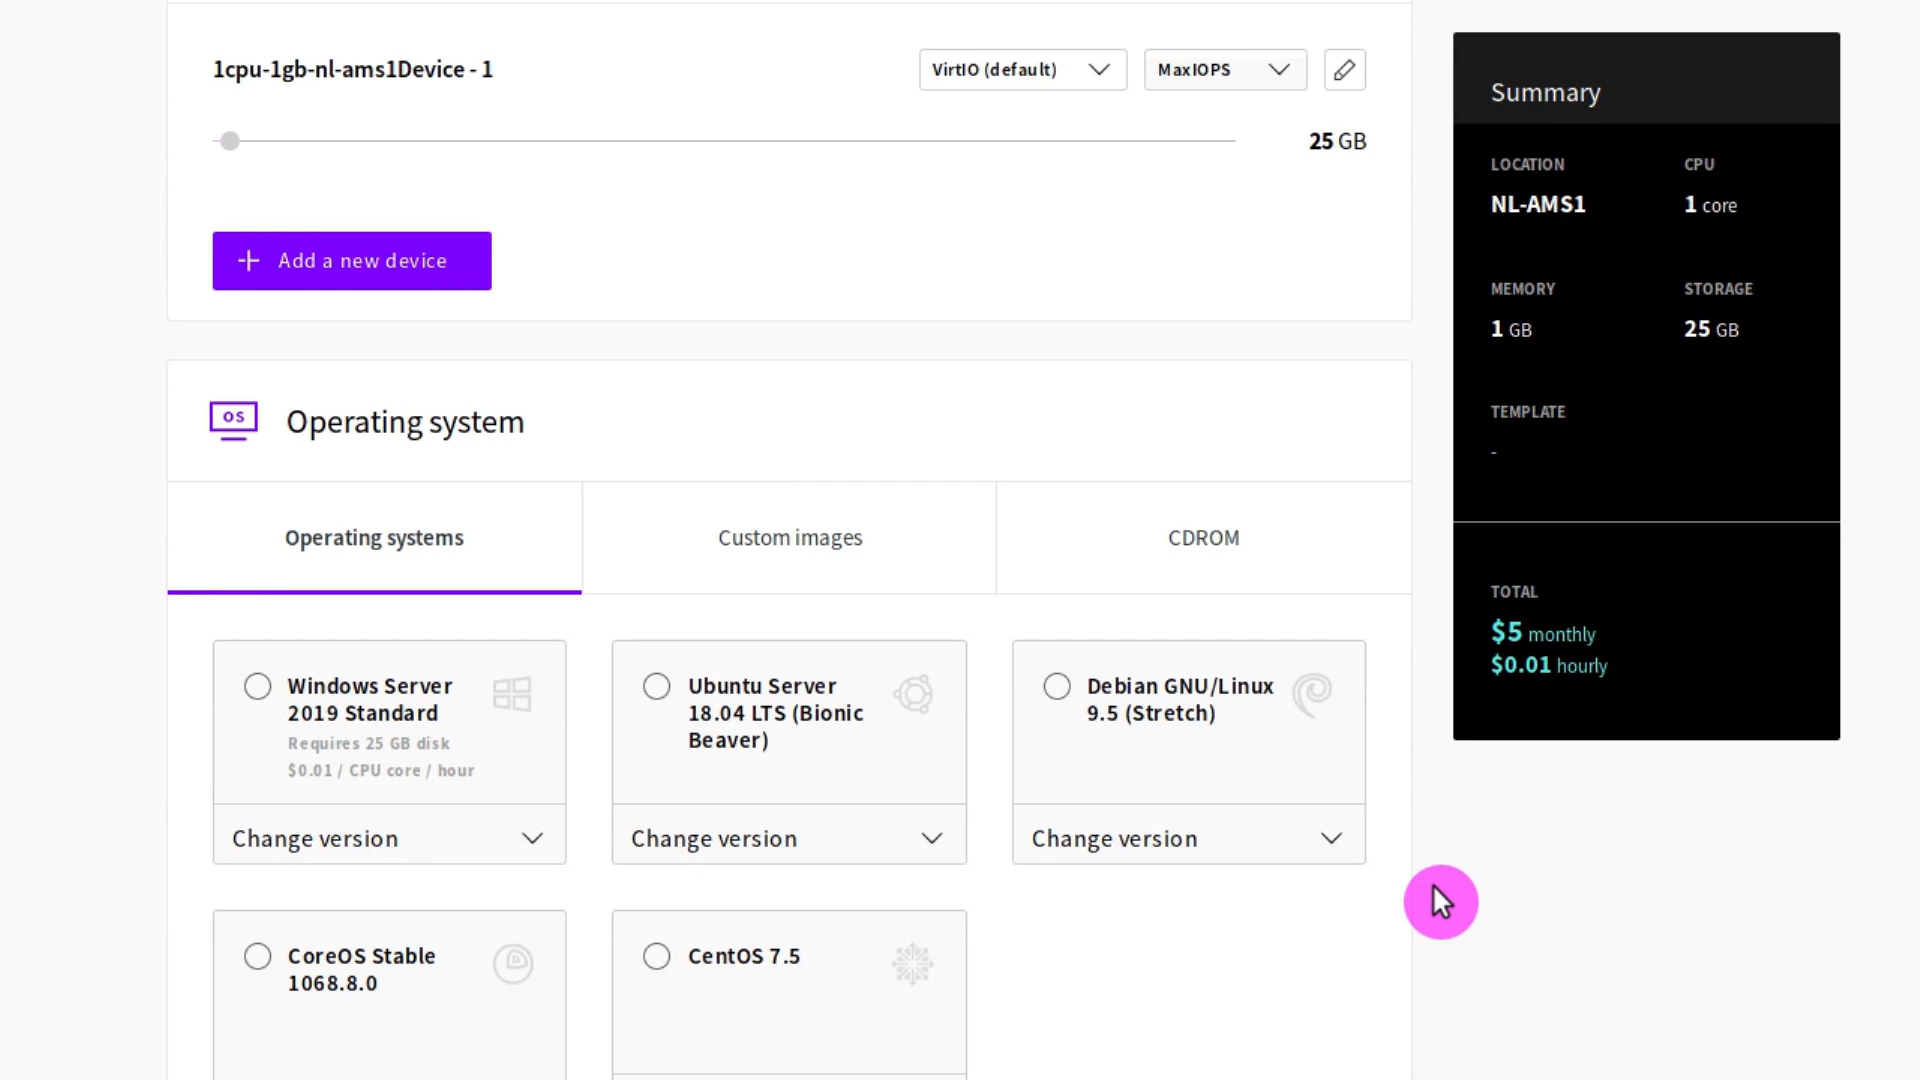 1cpu-1gb-nl-ams1Device - 1
VirtIO (default)
MaxIOPS
25 GB
Add a new device
OS
Operating system
Operating systems
Custom images
CDROM
Windows Server
2019 Standard
Requires 25 GB disk
$0.01 / CPU core / hour
Change version
Ubuntu Server
18.04 LTS (Bionic
Beaver)
Change version
Debian GNU/Linux
9.5 (Stretch)
Change version
CoreOS Stable
1068.8.0
CentOS 7.5
Summary
LOCATION
NL-AMS1
CPU
1 core
MEMORY
1 GB
STORAGE
25 GB
TEMPLATE
-
TOTAL
$5 monthly
$0.01 hourly